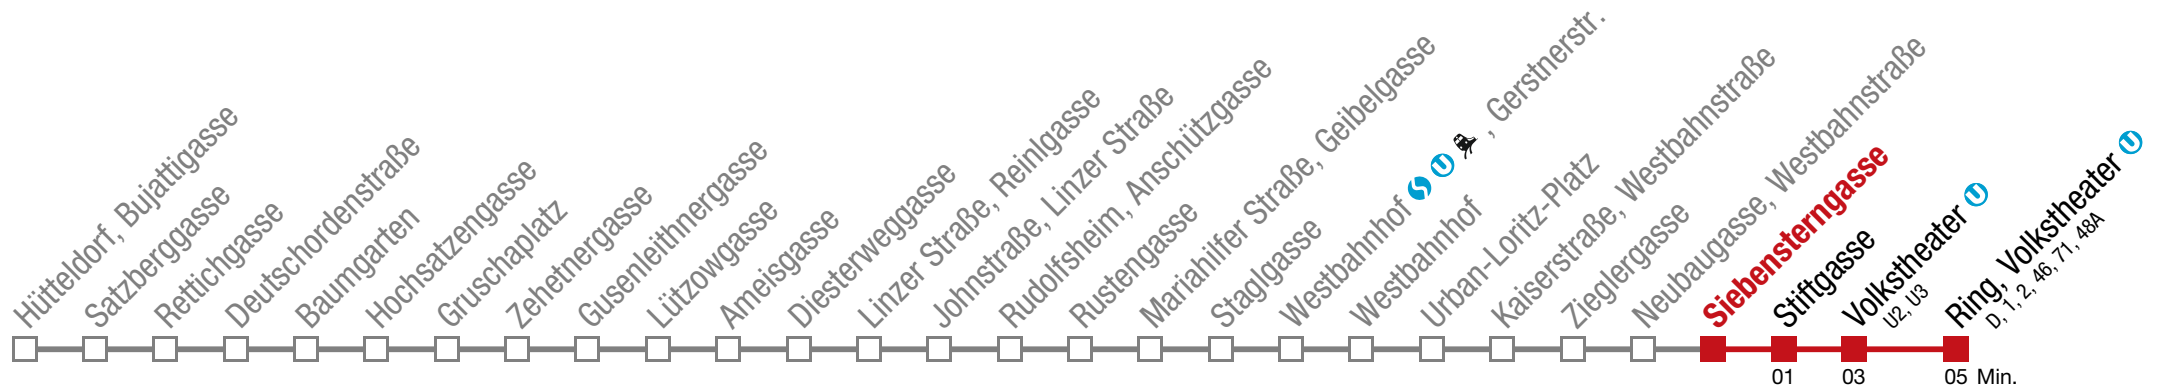 Hütteldorf, Bujattigasse
Satzberggasse
Rettichgasse
Deutschordenstraße
Baumgarten
Hochsatzengasse
Gruschaplatz
Zehetnergasse
Gusenleithnergasse
Lützowgasse
Ameisgasse
Diesterweggasse
Linzer Straße, Reinlgasse
Johnstraße, Linzer Straße
Rudolfsheim, Anschützgasse
Rustengasse
Mariahilfer Straße, Geibelgasse
Staglgasse
Westbahnhof S U , Gerstnerstr.
Westbahnhof
Urban-Loritz-Platz
Kaiserstraße, Westbahnstraße
Zieglergasse
Neubaugasse, Westbahnstraße
Siebensterngasse
Stiftgasse
Volkstheater U
U2, U3
Ring, Volkstheater U
D, 1, 2, 46, 71, 48A
01 03 05 Min.